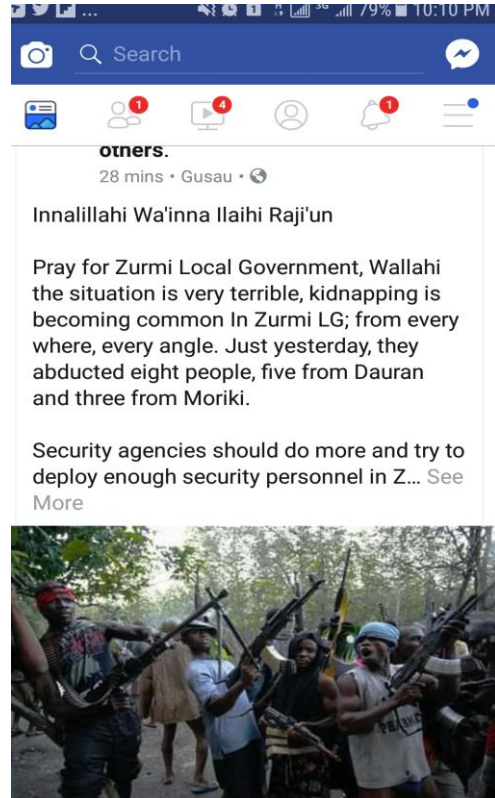 ... 3G 79% 10:10 PM
Search
1 4 1
others.
28 mins • Gusau •
Innalillahi Wa'inna Ilaihi Raji'un
Pray for Zurmi Local Government, Wallahi
the situation is very terrible, kidnapping is
becoming common In Zurmi LG; from every
where, every angle. Just yesterday, they
abducted eight people, five from Dauran
and three from Moriki.
Security agencies should do more and try to
deploy enough security personnel in Z... See
More